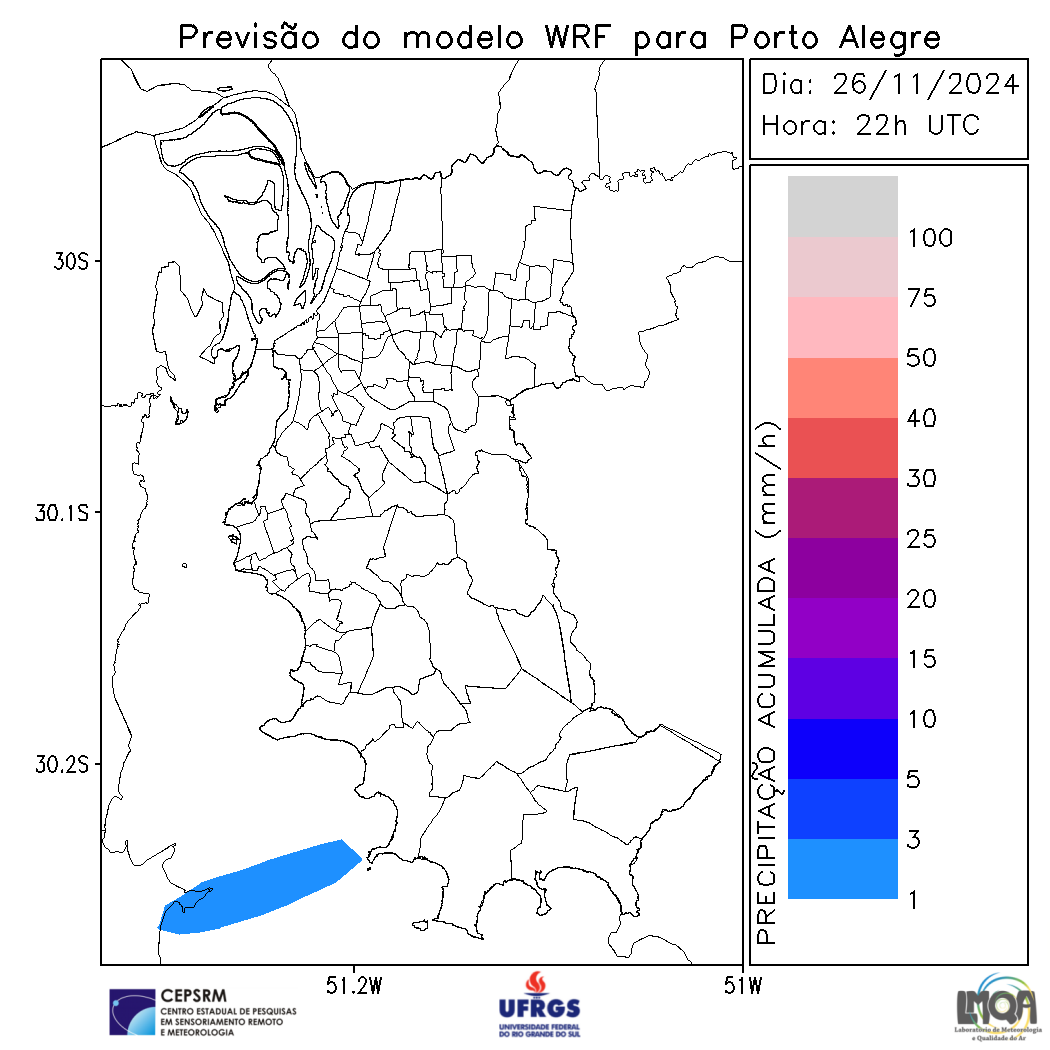 Previsão do modelo WRF para Porto Alegre
Dia: 26/11/2024
Hora: 22h UTC
30S
30.1S
30.2S
51.2W
51W
PRECIPITAÇÃO ACUMULADA (mm/h)
100
75
50
40
30
25
20
15
10
5
3
1
CEPSRM
CENTRO ESTADUAL DE PESQUISAS
EM SENSORIAMENTO REMOTO
E METEOROLOGIA
UFRGS
UNIVERSIDADE FEDERAL
DO RIO GRANDE DO SUL
LMQA
Laboratório de Meteorologia
e Qualidade do Ar